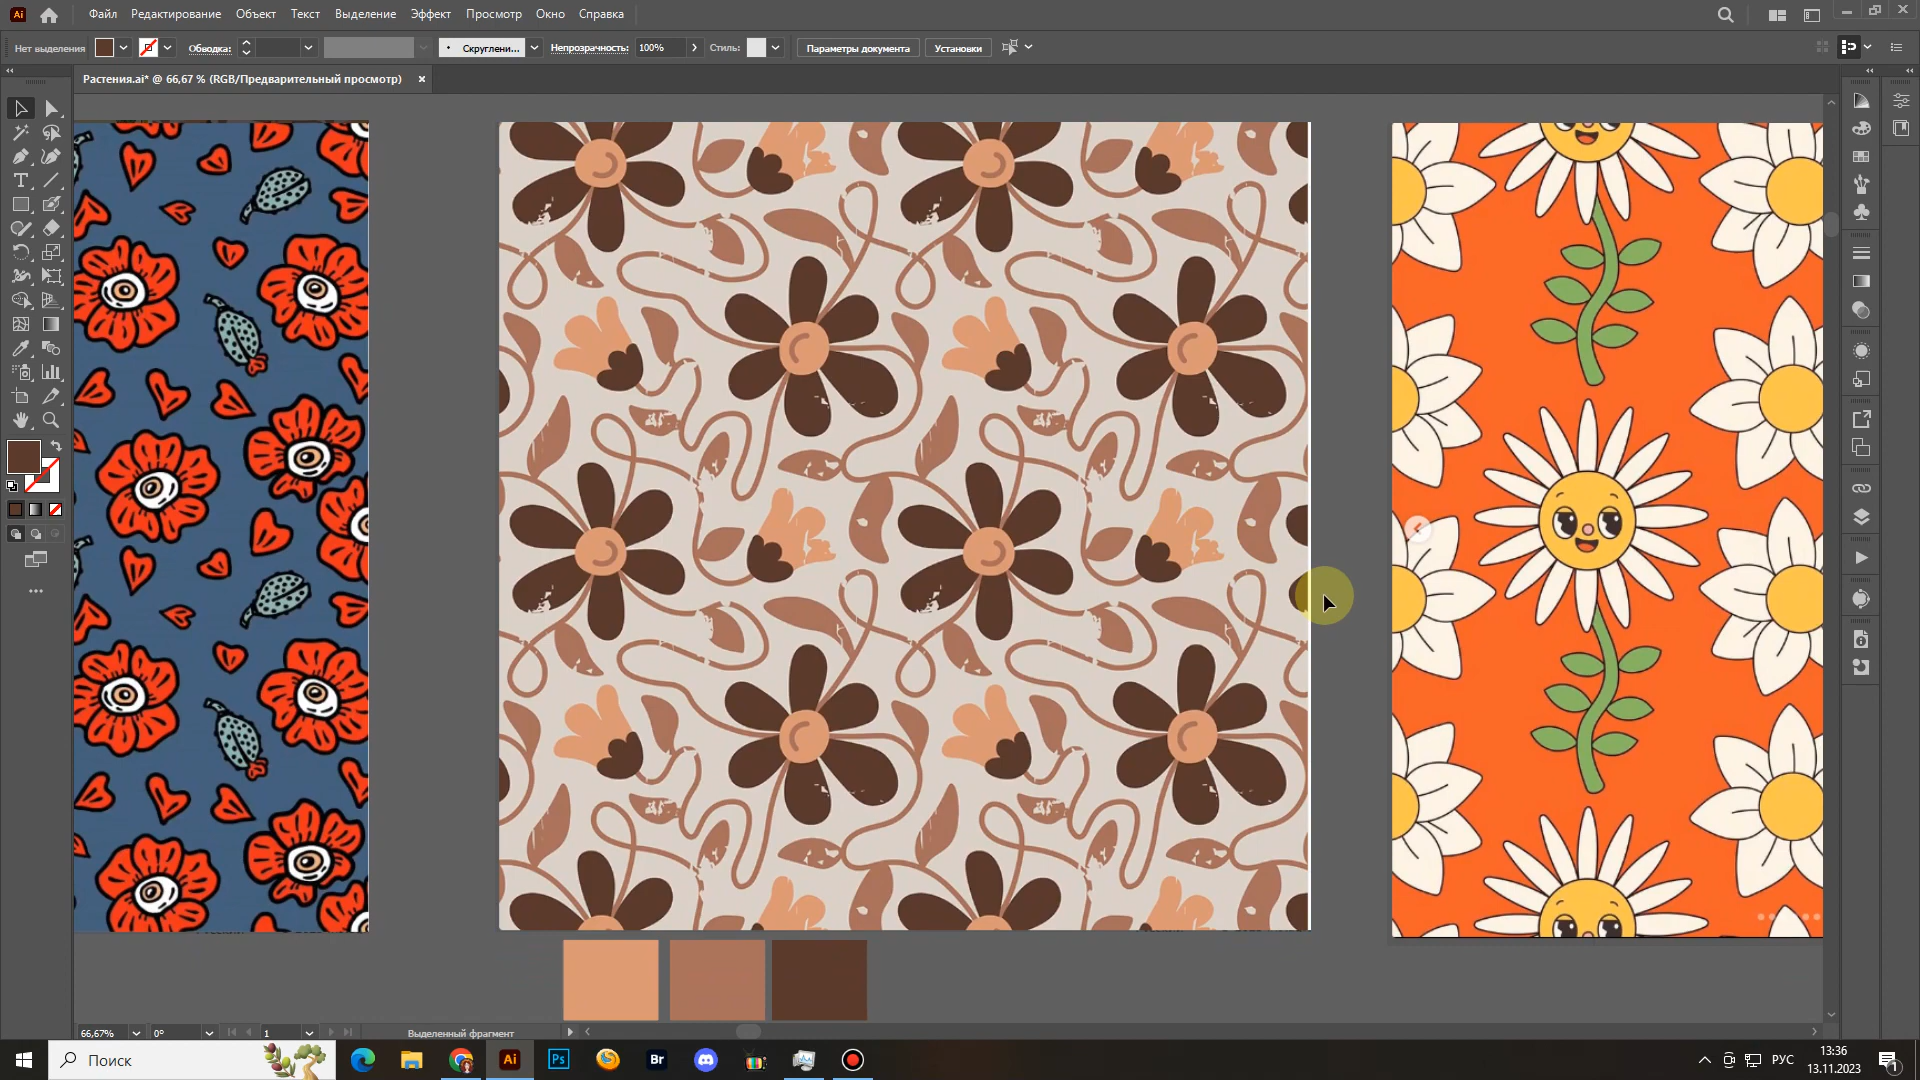 Ai
Файл Редактирование Объект Текст Выделение Эффект Просмотр Окно Справка
Нет выделения Обводка: Скруглени... Непрозрачность: 100% Стиль: Параметры документа Установки
Растения.ai* @ 66,67 % (RGB/Предварительный просмотр)
66,67% 0° 1 Выделенный фрагмент
Поиск Ai Ps Br РУС 13:36
13.11.2023
1